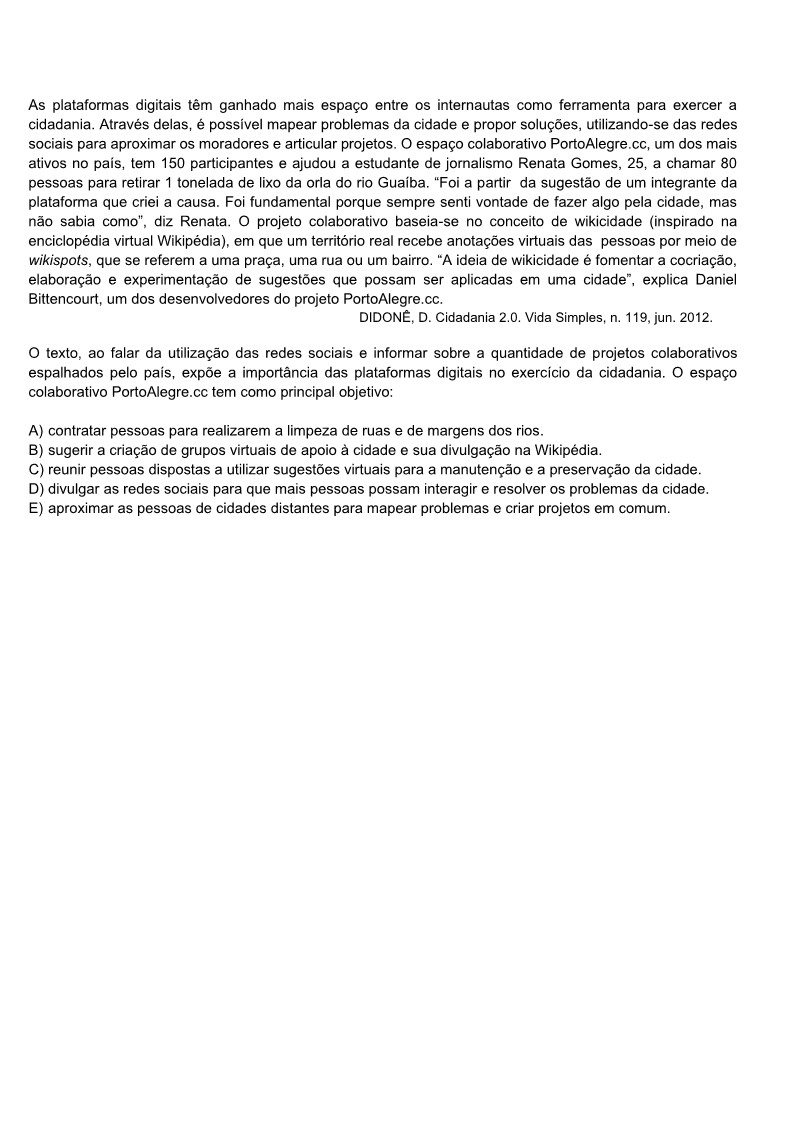 As plataformas digitais têm ganhado mais espaço entre os internautas como ferramenta para exercer a
cidadania. Através delas, é possível mapear problemas da cidade e propor soluções, utilizando-se das redes
sociais para aproximar os moradores e articular projetos. O espaço colaborativo PortoAlegre.cc, um dos mais
ativos no país, tem 150 participantes e ajudou a estudante de jornalismo Renata Gomes, 25, a chamar 80
pessoas para retirar 1 tonelada de lixo da orla do rio Guaíba. “Foi a partir  da sugestão de um integrante da
plataforma que criei a causa. Foi fundamental porque sempre senti vontade de fazer algo pela cidade, mas
não sabia como”, diz Renata. O projeto colaborativo baseia-se no conceito de wikicidade (inspirado na
enciclopédia virtual Wikipédia), em que um território real recebe anotações virtuais das  pessoas por meio de
wikispots, que se referem a uma praça, uma rua ou um bairro. “A ideia de wikicidade é fomentar a cocriação,
elaboração e experimentação de sugestões que possam ser aplicadas em uma cidade”, explica Daniel
Bittencourt, um dos desenvolvedores do projeto PortoAlegre.cc.
DIDONÊ, D. Cidadania 2.0. Vida Simples, n. 119, jun. 2012.
O texto, ao falar da utilização das redes sociais e informar sobre a quantidade de projetos colaborativos
espalhados pelo país, expõe a importância das plataformas digitais no exercício da cidadania. O espaço
colaborativo PortoAlegre.cc tem como principal objetivo:
A) contratar pessoas para realizarem a limpeza de ruas e de margens dos rios.
B) sugerir a criação de grupos virtuais de apoio à cidade e sua divulgação na Wikipédia.
C) reunir pessoas dispostas a utilizar sugestões virtuais para a manutenção e a preservação da cidade.
D) divulgar as redes sociais para que mais pessoas possam interagir e resolver os problemas da cidade.
E) aproximar as pessoas de cidades distantes para mapear problemas e criar projetos em comum.